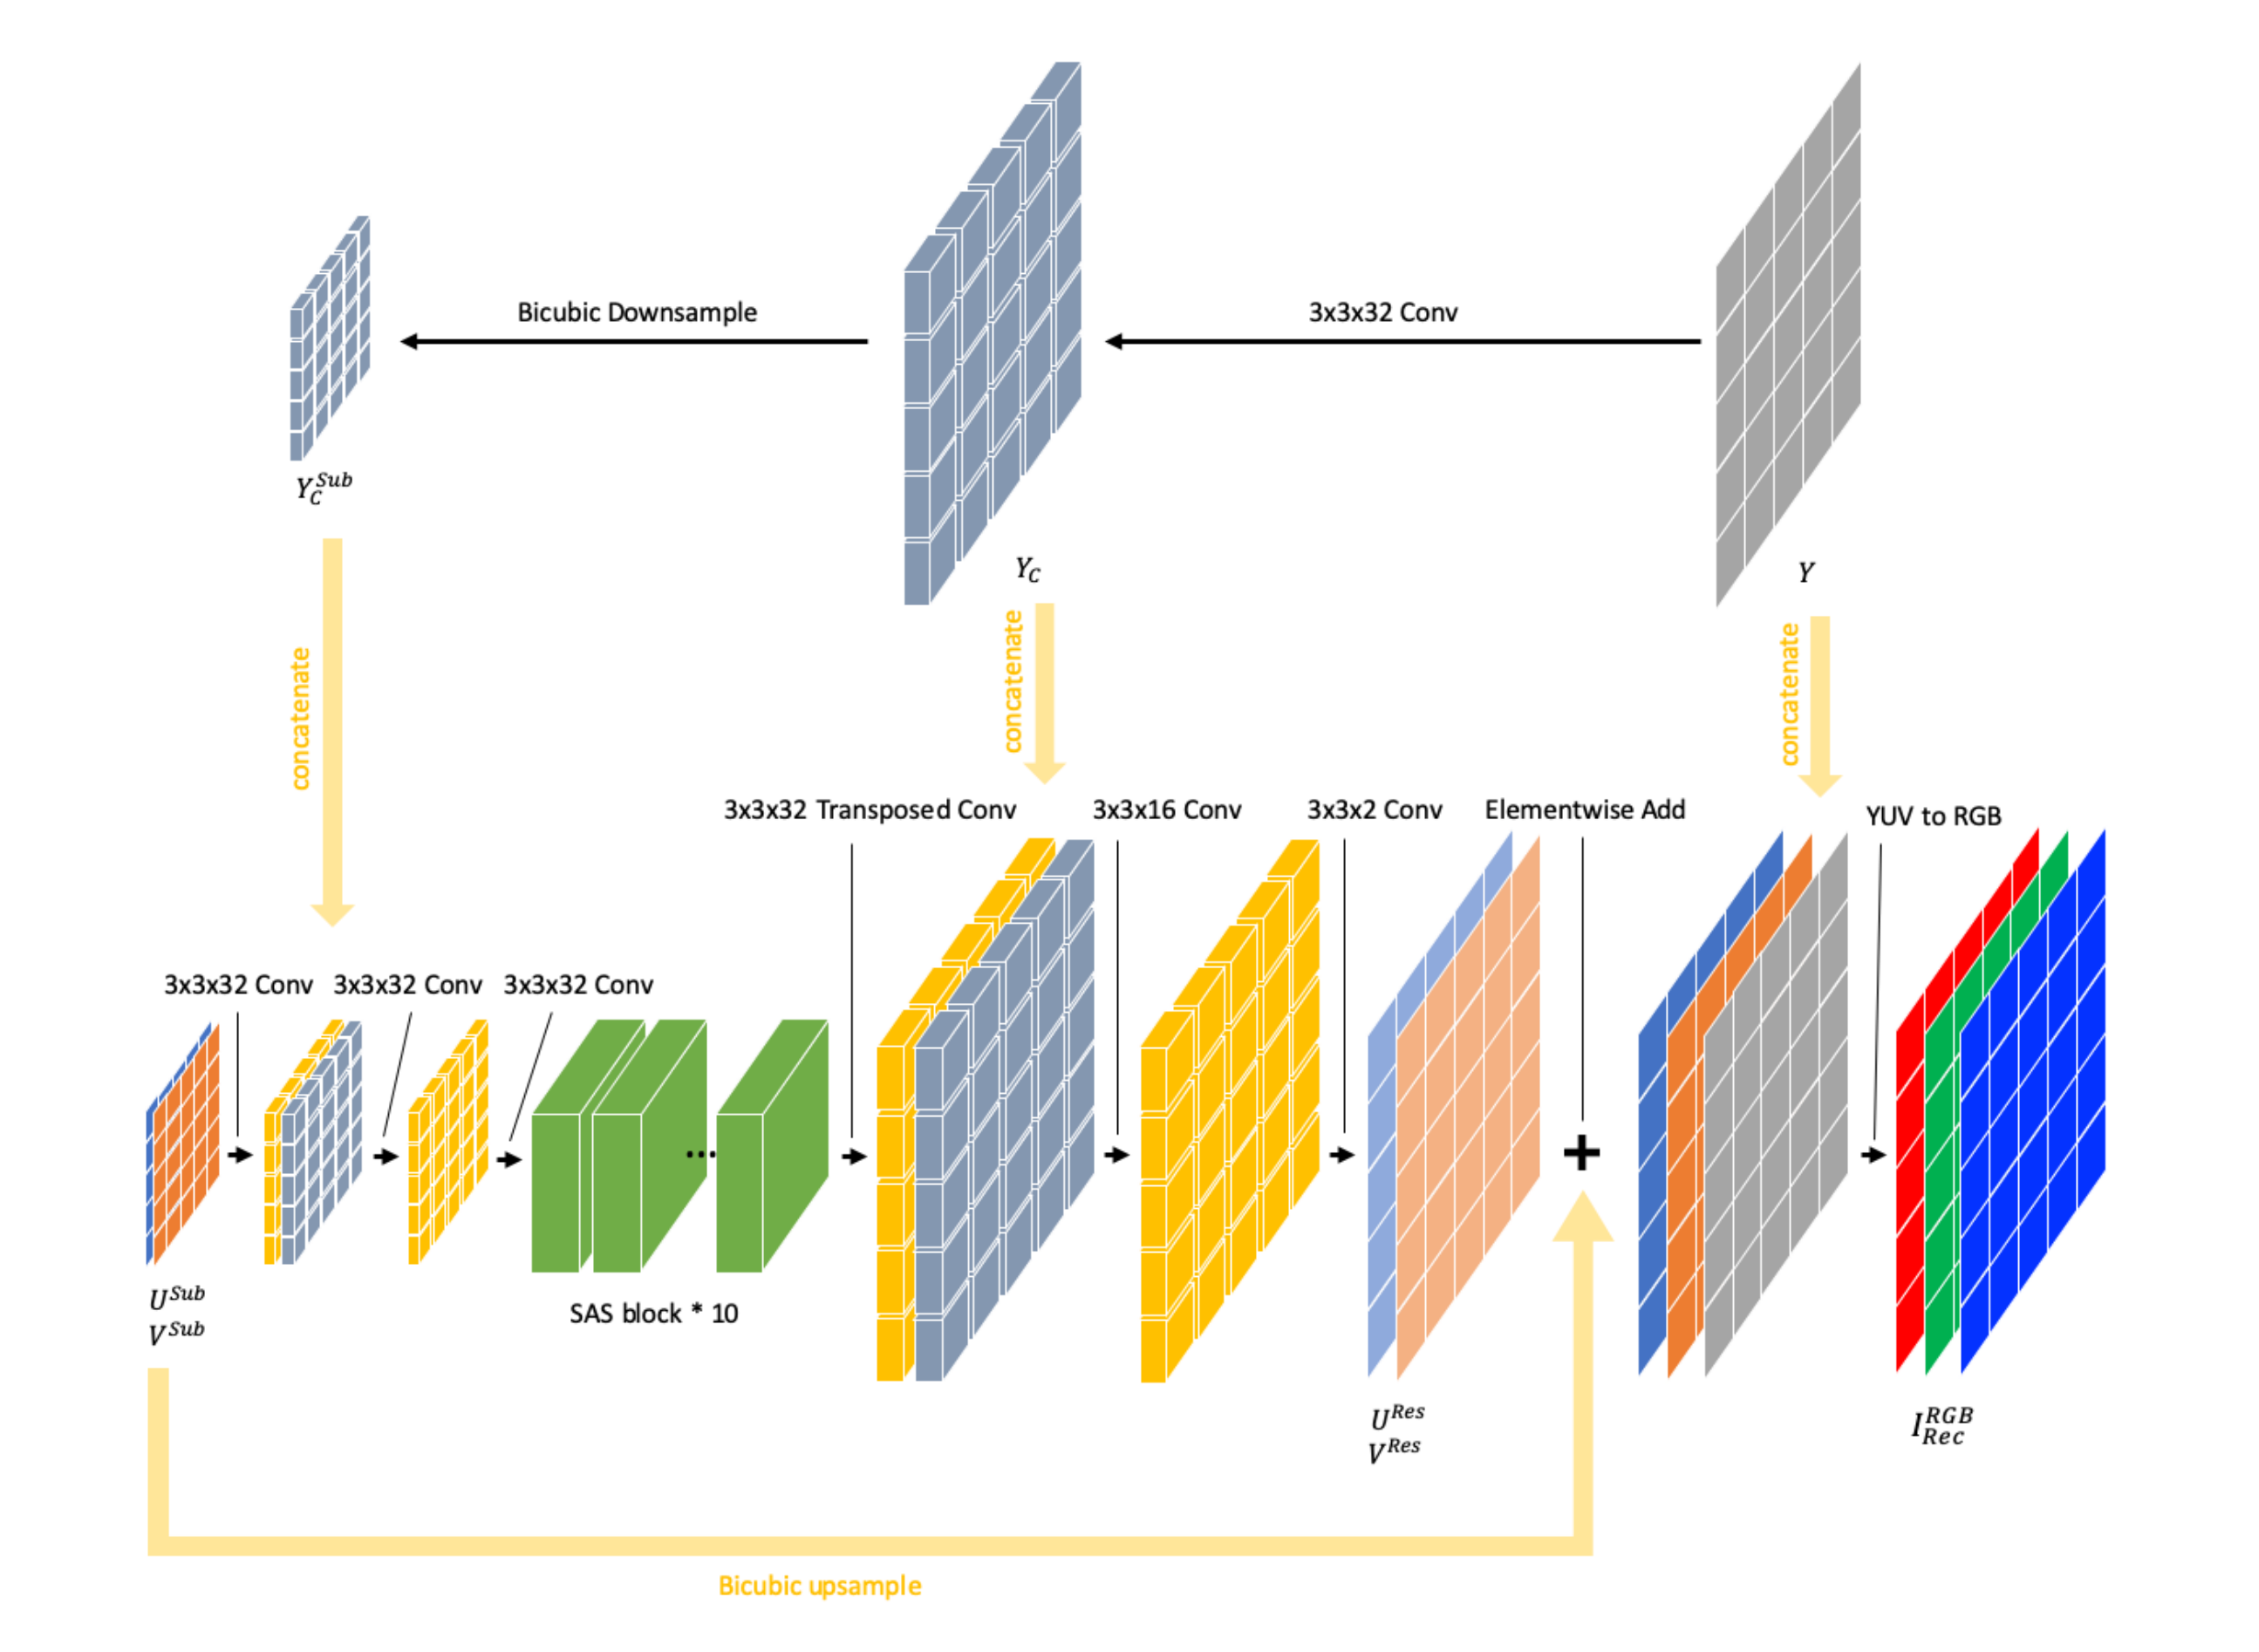 Bicubic Downsample
3x3x32 Conv
Y_C^{Sub}
Y_C
Y
concatenate
concatenate
concatenate
3x3x32 Transposed Conv
3x3x16 Conv
3x3x2 Conv
Elementwise Add
YUV to RGB
3x3x32 Conv
3x3x32 Conv
3x3x32 Conv
...
+
U^{Sub}
V^{Sub}
SAS block * 10
U^{Res}
V^{Res}
I_{Rec}^{RGB}
Bicubic upsample